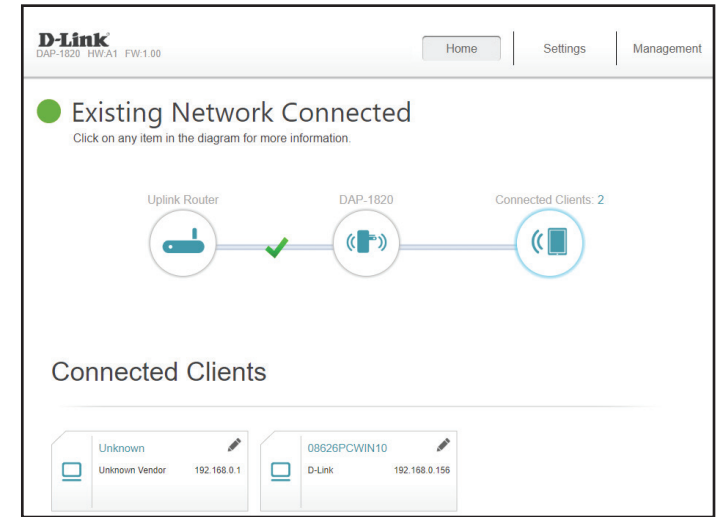 D-Link
DAP-1820 HW:A1 FW:1.00
Home Settings Management
Existing Network Connected
Click on any item in the diagram for more information.
Uplink Router DAP-1820 Connected Clients: 2
Connected Clients
Unknown 08626PCWIN10
Unknown Vendor 192.168.0.1 D-Link 192.168.0.156